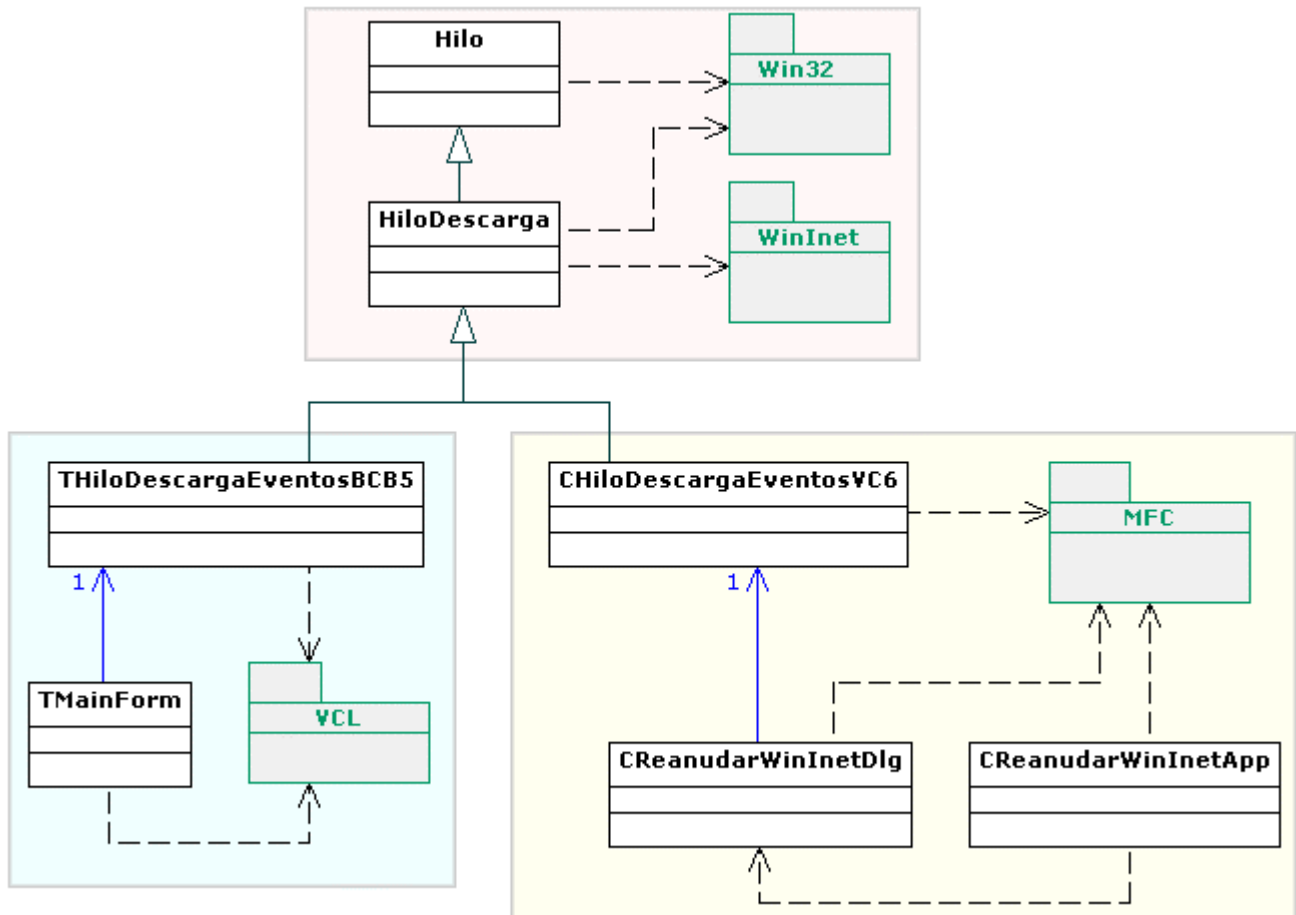 Hilo
Win32
HiloDescarga
WinInet
THiloDescargaEventosBCB5
CHiloDescargaEventosVC6
MFC
1
1
TMainForm
VCL
CReanudarWinInetDlg
CReanudarWinInetApp